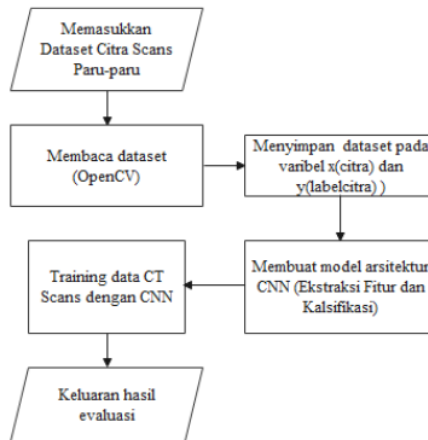 Memasukkan
Dataset Citra Scans
Paru-paru
Membaca dataset
(OpenCV)
Menyimpan dataset pada
varibel x(citra) dan
y(labelcitra) )
Membuat model arsitektur
CNN (Ekstraksi Fitur dan
Kalsifikasi)
Training data CT
Scans dengan CNN
Keluaran hasil
evaluasi